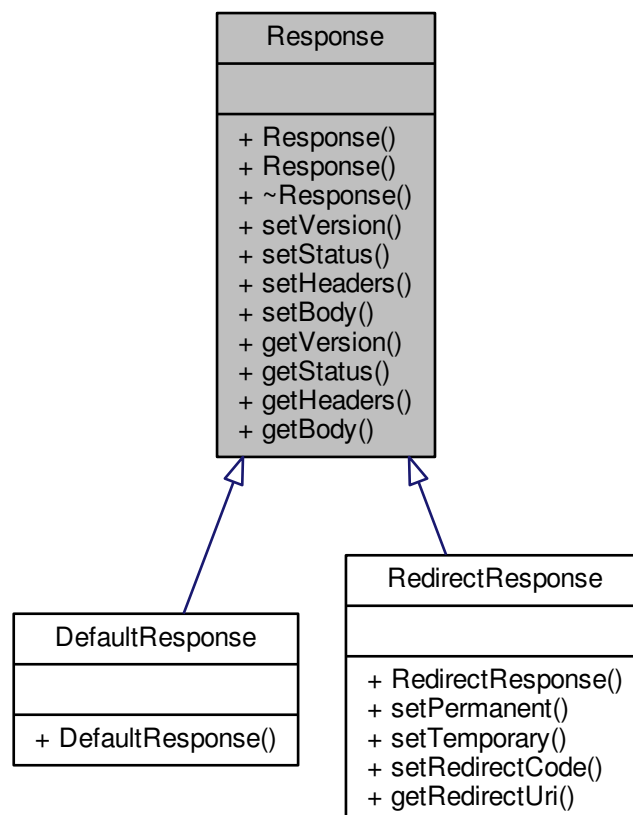 Response
+ Response()
+ Response()
+ ~Response()
+ setVersion()
+ setStatus()
+ setHeaders()
+ setBody()
+ getVersion()
+ getStatus()
+ getHeaders()
+ getBody()
DefaultResponse
+ DefaultResponse()
RedirectResponse
+ RedirectResponse()
+ setPermanent()
+ setTemporary()
+ setRedirectCode()
+ getRedirectUri()